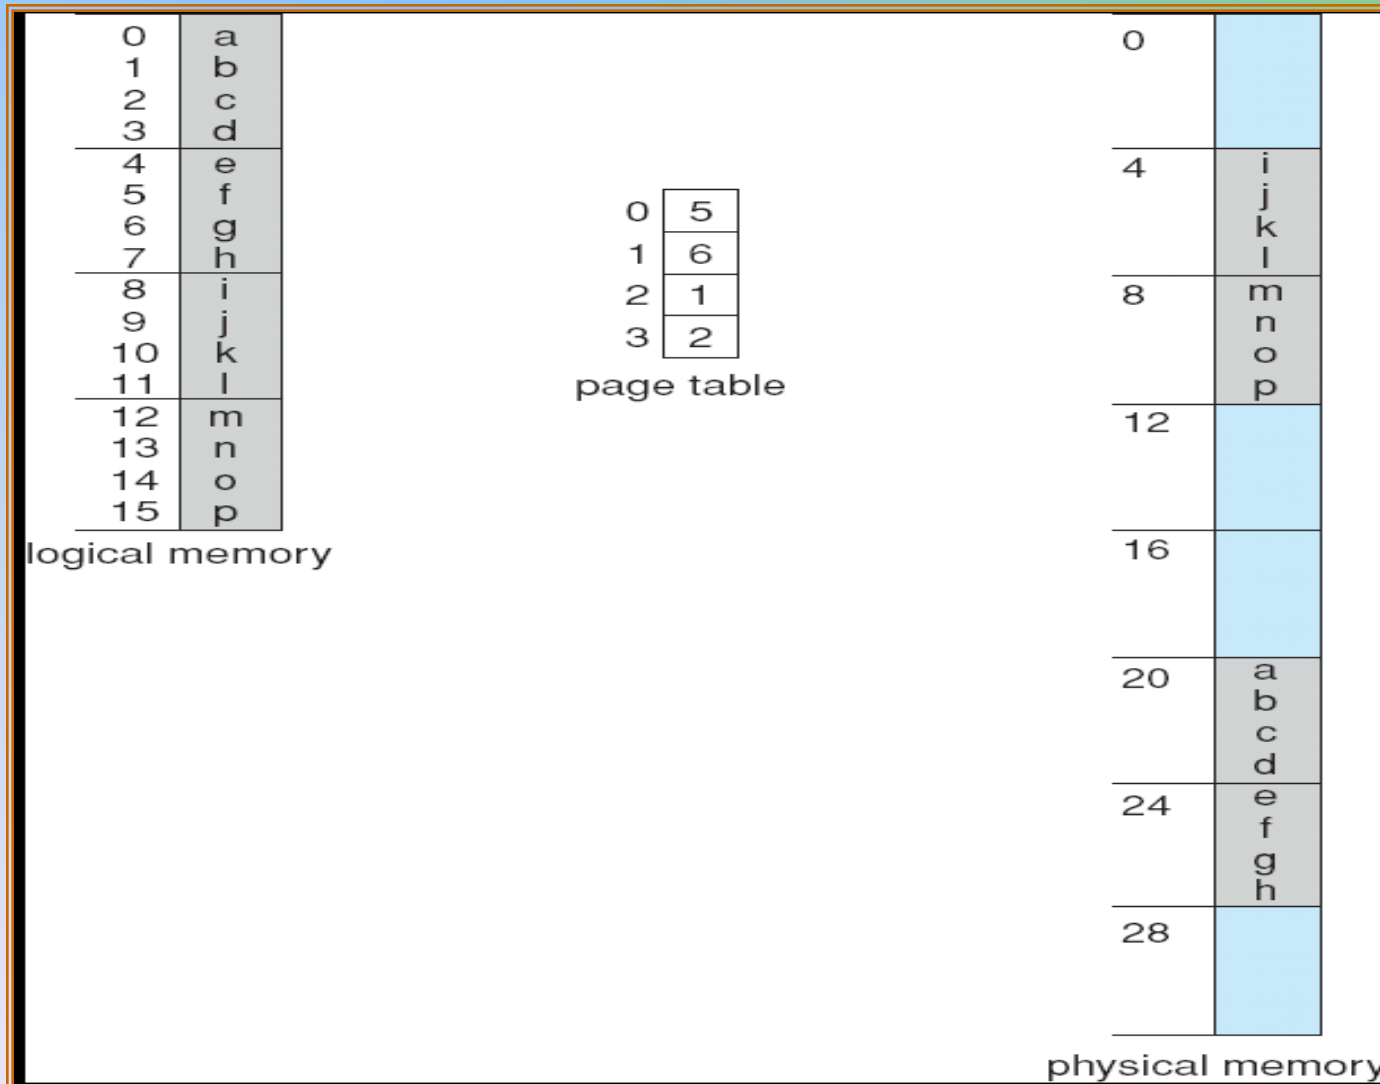 0 a
1 b
2 c
3 d
4 e
5 f
6 g
7 h
8 i
9 j
10 k
11 l
12 m
13 n
14 o
15 p
logical memory
0 5
1 6
2 1
3 2
page table
0
4 i
j
k
l
8 m
n
o
p
12
16
20 a
b
c
d
24 e
f
g
h
28
physical memory